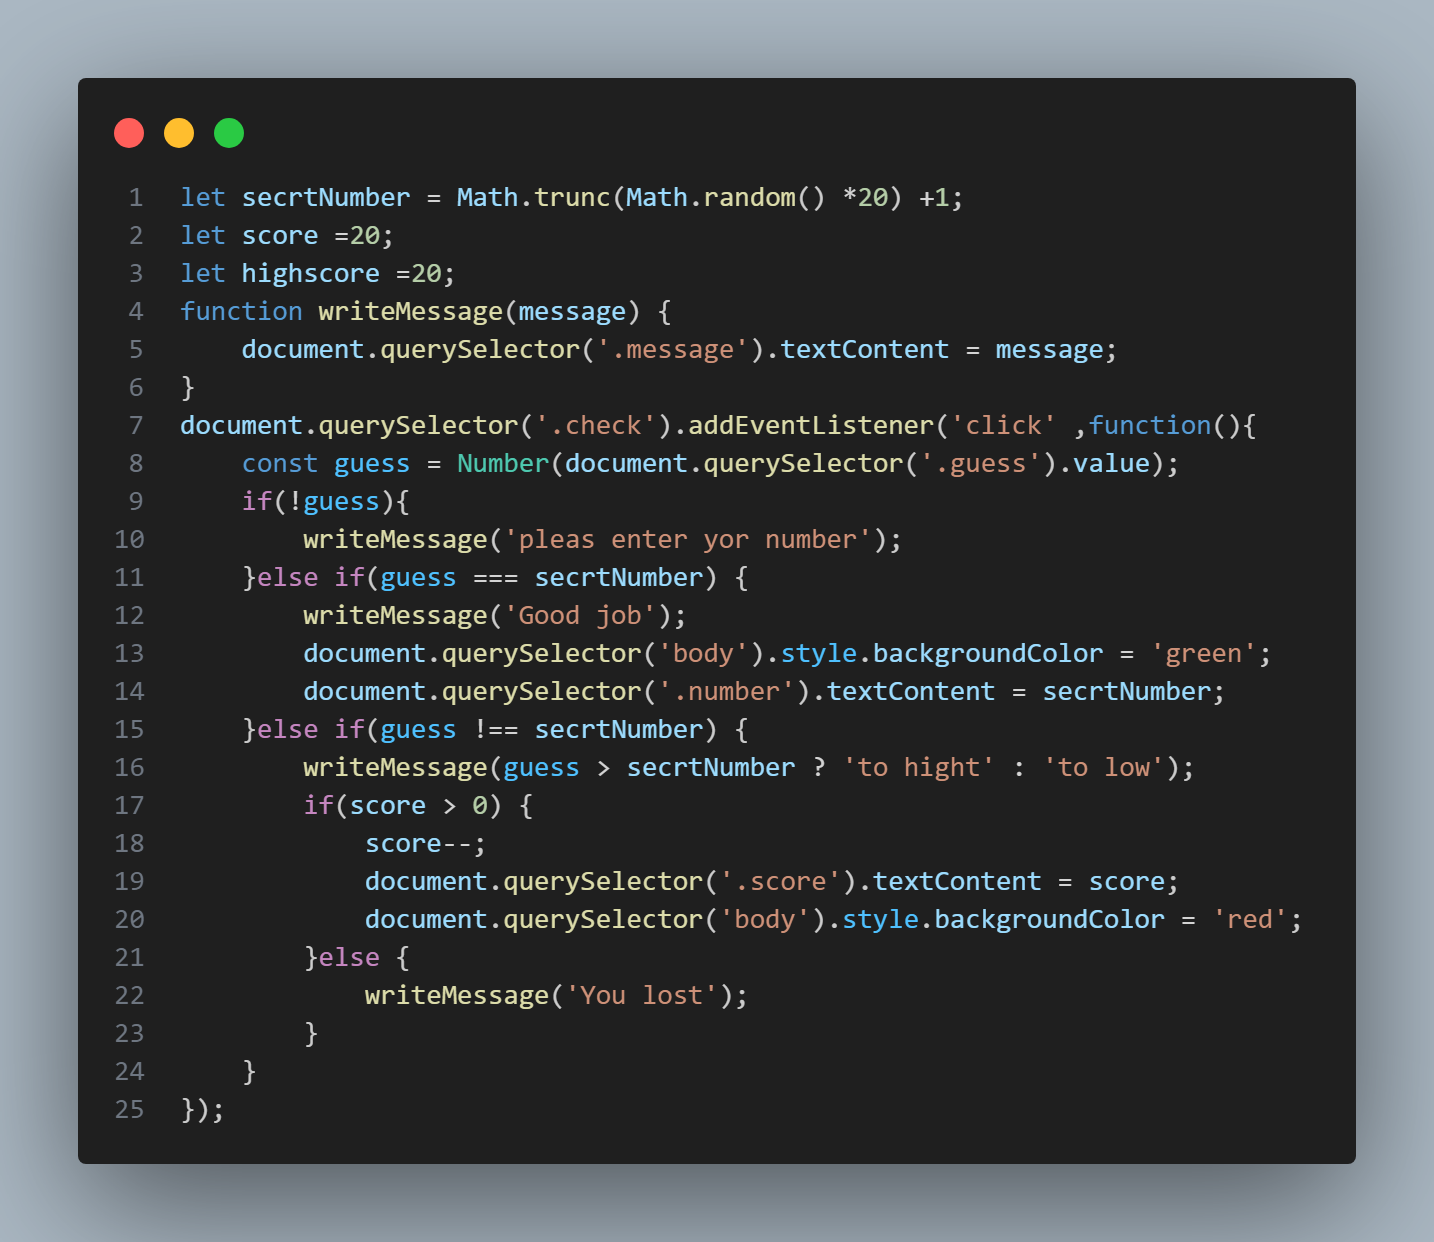 1 let secrtNumber = Math.trunc(Math.random() *20) +1;
2 let score =20;
3 let highscore =20;
4 function writeMessage(message) {
5     document.querySelector('.message').textContent = message;
6 }
7 document.querySelector('.check').addEventListener('click' ,function(){
8     const guess = Number(document.querySelector('.guess').value);
9     if(!guess){
10         writeMessage('pleas enter yor number');
11     }else if(guess === secrtNumber) {
12         writeMessage('Good job');
13         document.querySelector('body').style.backgroundColor = 'green';
14         document.querySelector('.number').textContent = secrtNumber;
15     }else if(guess !== secrtNumber) {
16         writeMessage(guess > secrtNumber ? 'to hight' : 'to low');
17         if(score > 0) {
18             score--;
19             document.querySelector('.score').textContent = score;
20             document.querySelector('body').style.backgroundColor = 'red';
21         }else {
22             writeMessage('You lost');
23         }
24     }
25 });